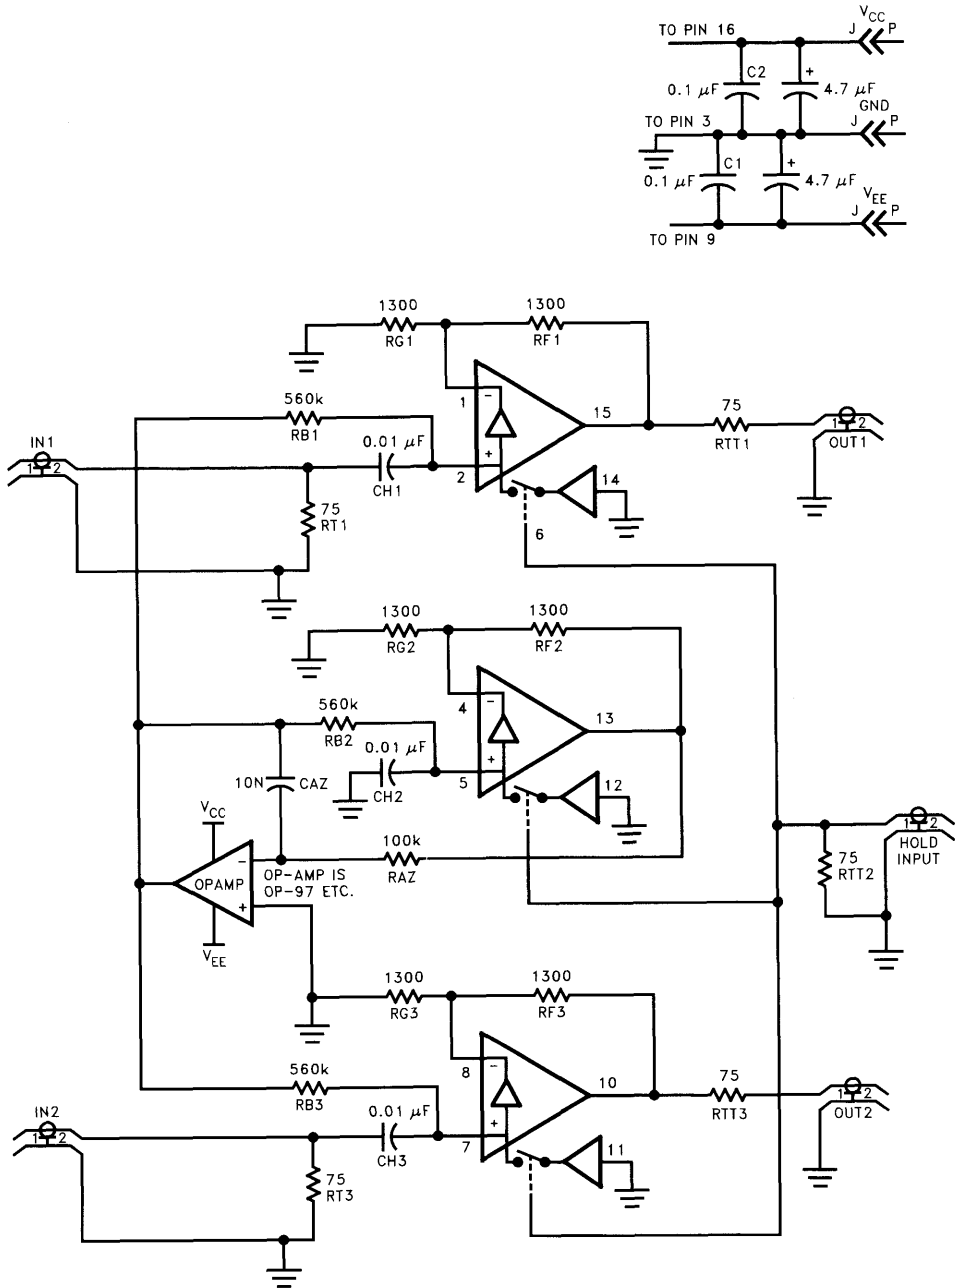 V_CC
TO PIN 16 J P
C2 +
0.1 μF 4.7 μF
GND
TO PIN 3 J P
C1 +
0.1 μF 4.7 μF
V_EE
J P
TO PIN 9
1300 1300
RG1 RF1
560k
RB1
1 −
15
75
RTT1
1 2
OUT1
IN1
1 2
0.01 μF
CH1
+
2
14
75
RT1
6
1300 1300
RG2 RF2
560k
RB2
4 −
13
0.01 μF
CH2
+
5
12
10N CAZ
V_CC
100k
RAZ
−
OPAMP
+
OP-AMP IS
OP-97 ETC.
V_EE
1 2
HOLD
INPUT
75
RTT2
1300 1300
RG3 RF3
560k
RB3
8 −
10
75
RTT3
1 2
OUT2
IN2
1 2
0.01 μF
CH3
+
7
11
75
RT3